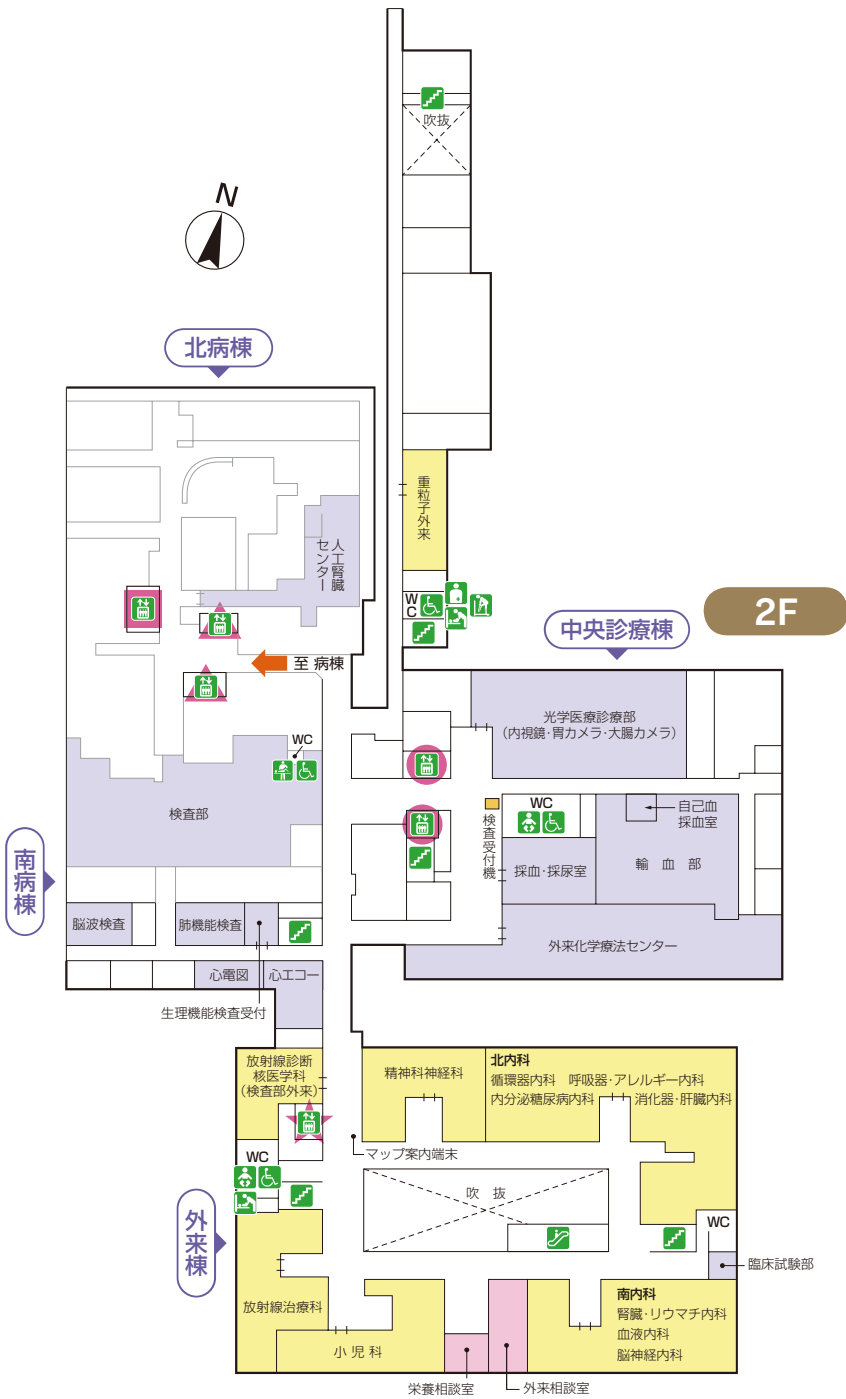 吹抜
N
北病棟
重粒子外来
人工腎臓
センター
WC
2F
中央診療棟
至 病棟
光学医療診療部
(内視鏡・胃カメラ・大腸カメラ)
WC
検査部
検査受付機
WC
自己血
採血室
採血・採尿室
輸 血 部
南病棟
脳波検査
肺機能検査
外来化学療法センター
心電図
心エコー
生理機能検査受付
放射線診断
核医学科
(検査部外来)
精神科神経科
北内科
循環器内科 呼吸器・アレルギー内科
内分泌糖尿病内科 消化器・肝臓内科
マップ案内端末
WC
吹 抜
外来棟
WC
臨床試験部
放射線治療科
小 児 科
南内科
腎臓・リウマチ内科
血液内科
脳神経内科
栄養相談室
外来相談室